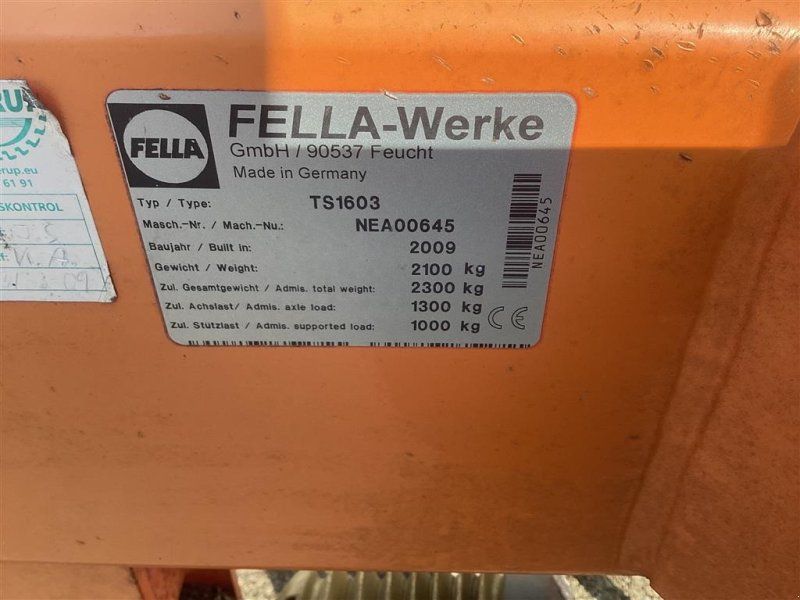 FELLA
FELLA-Werke
GmbH / 90537 Feucht
Made in Germany
Typ / Type: TS1603
Masch.-Nr. / Mach.-Nu.: NEA00645
Baujahr / Built in: 2009
Gewicht / Weight: 2100 kg
Zul. Gesamtgewicht / Admis. total weight: 2300 kg
Zul. Achslast/ Admis. axle load: 1300 kg
Zul. Stützlast / Admis. supported load: 1000 kg
CE
NEA00645
rup.eu
61 91
SKONTROL